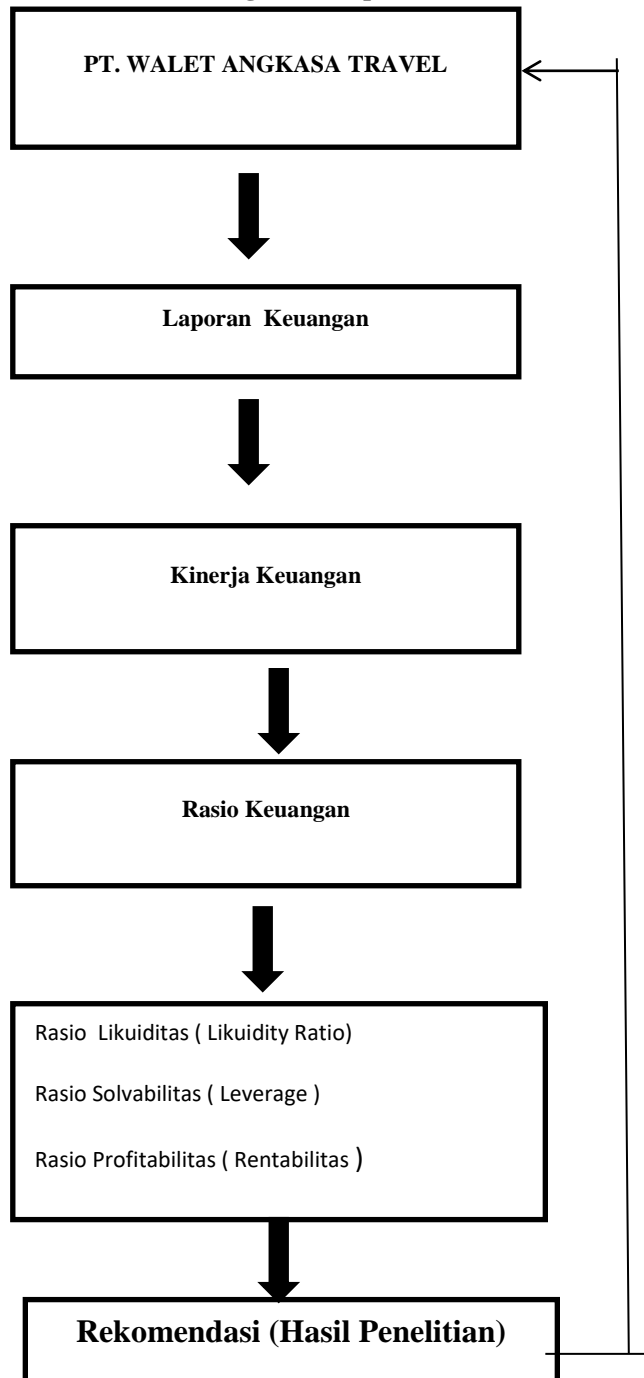 PT. WALET ANGKASA TRAVEL
Laporan Keuangan
Kinerja Keuangan
Rasio Keuangan
Rasio Likuiditas ( Likuidity Ratio)
Rasio Solvabilitas ( Leverage )
Rasio Profitabilitas ( Rentabilitas )
Rekomendasi (Hasil Penelitian)